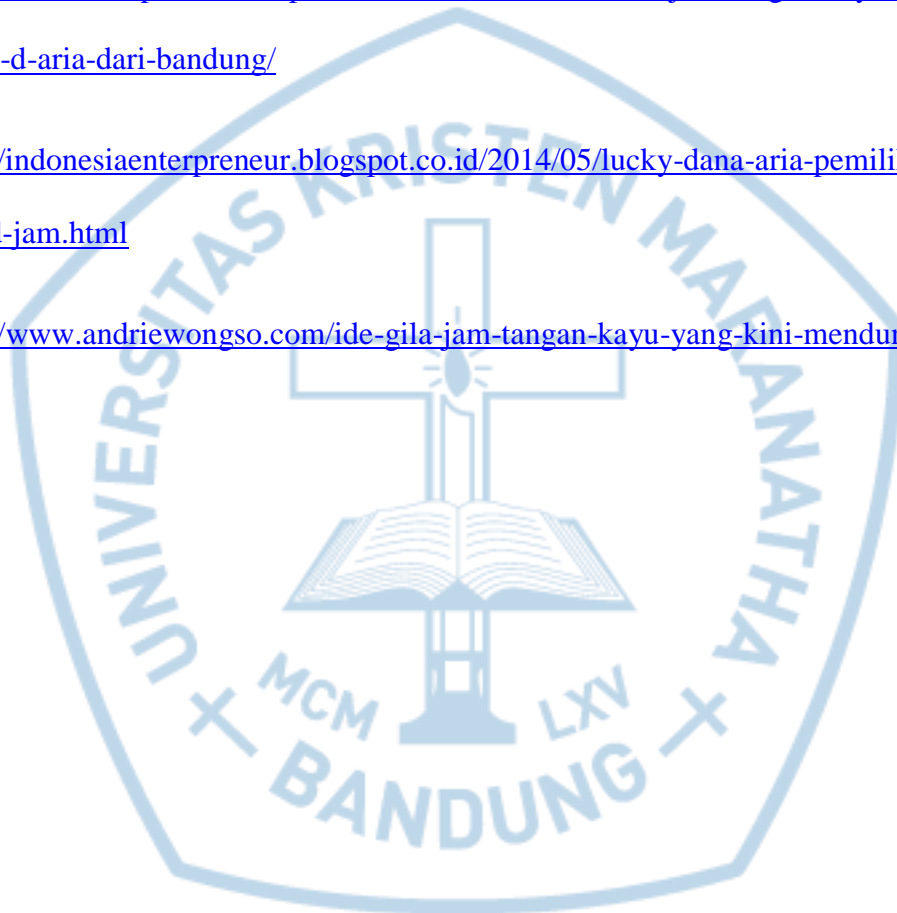 -d-aria-dari-bandung/
/indonesiaenterpreneur.blogspot.co.id/2014/05/lucky-dana-aria-pemili
-jam.html
/www.andriewongso.com/ide-gila-jam-tangan-kayu-yang-kini-mendu
UNIVERSITAS KRISTEN MARANATHA
MCM LXV
BANDUNG